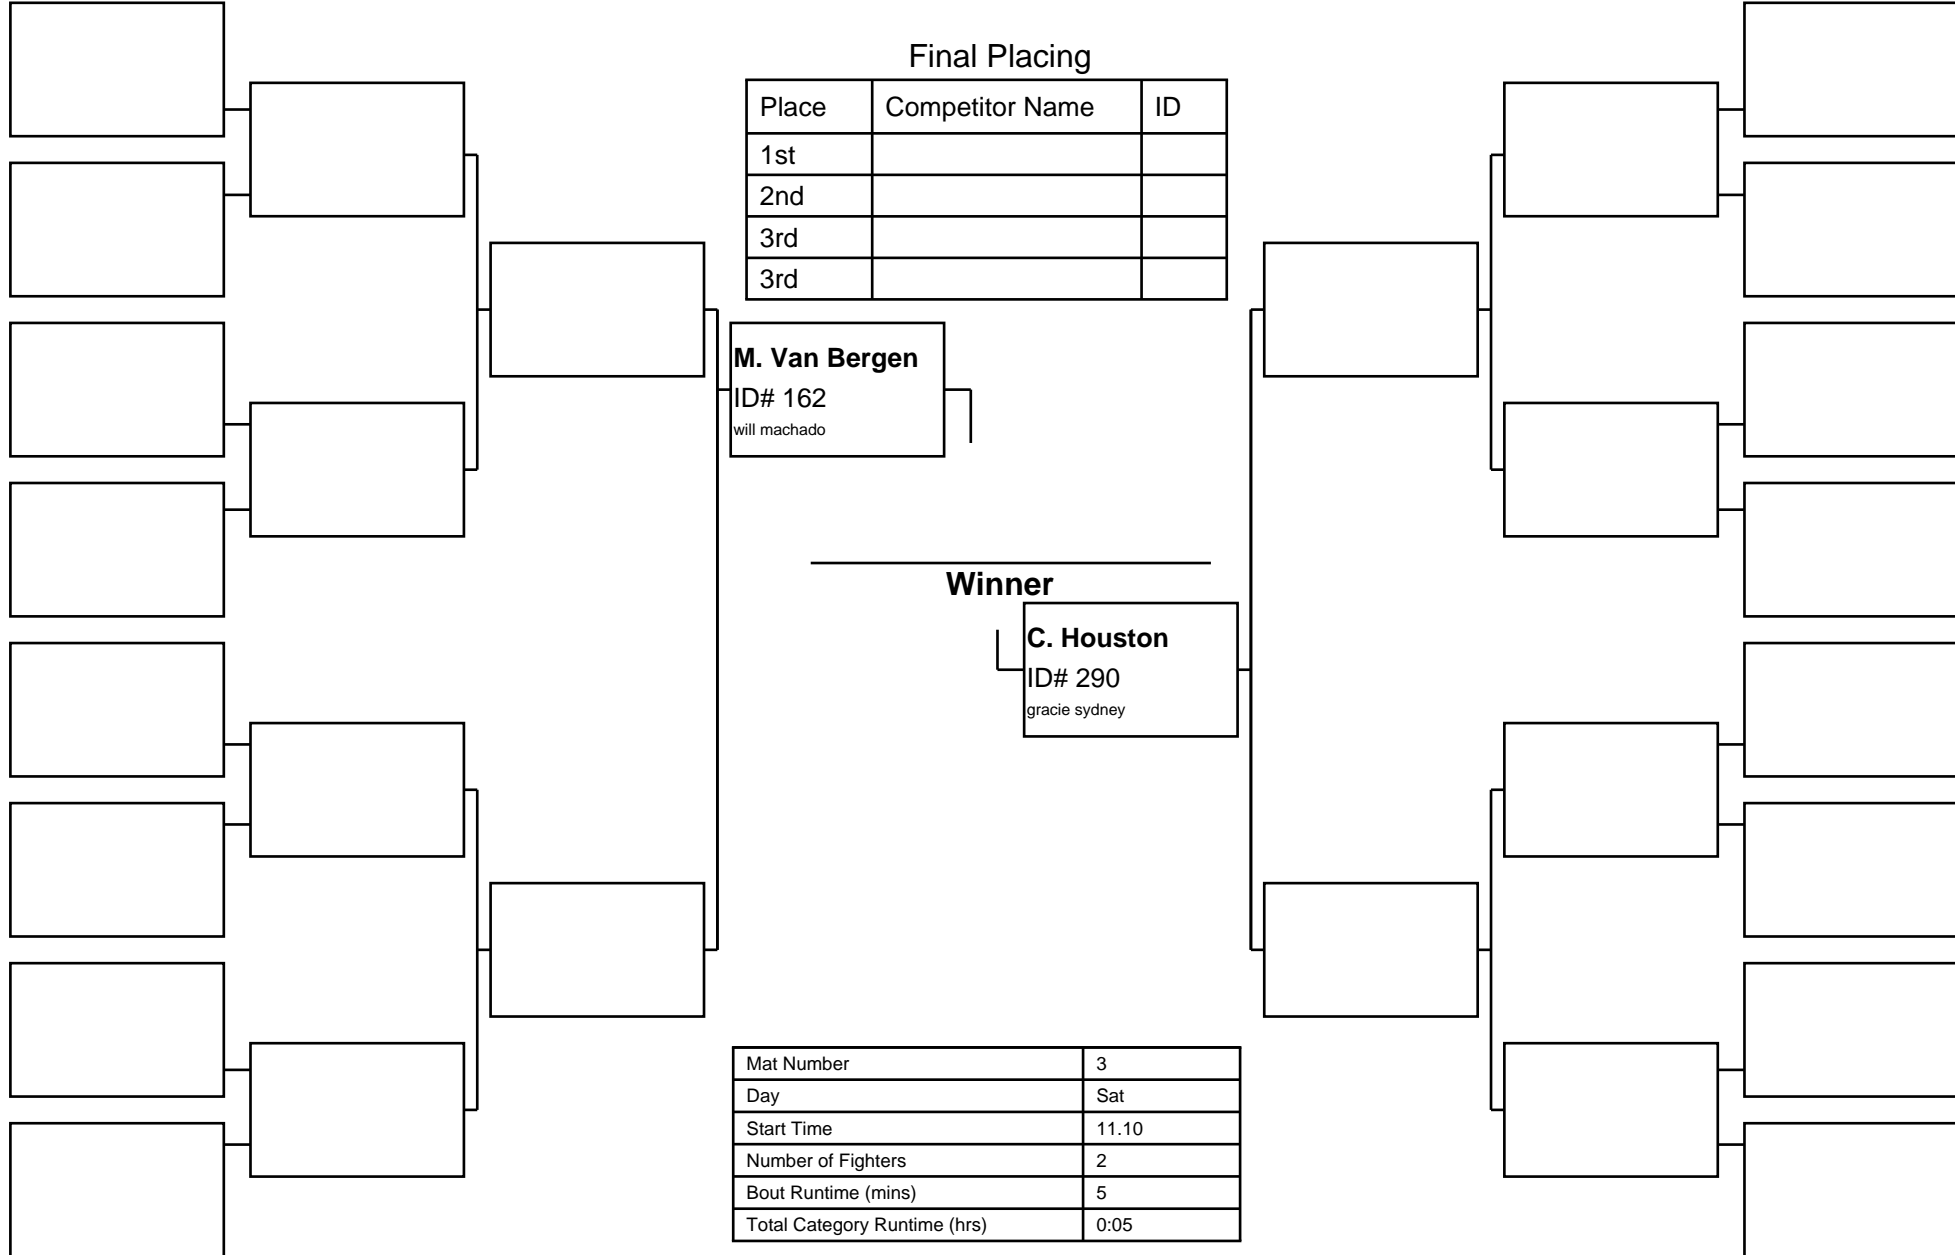 Final Placing
Place Competitor Name ID
1st
2nd
3rd
3rd
M. Van Bergen
ID# 162
will machado
Winner
C. Houston
ID# 290
gracie sydney
Mat Number 3
Day Sat
Start Time 11.10
Number of Fighters 2
Bout Runtime (mins) 5
Total Category Runtime (hrs) 0:05